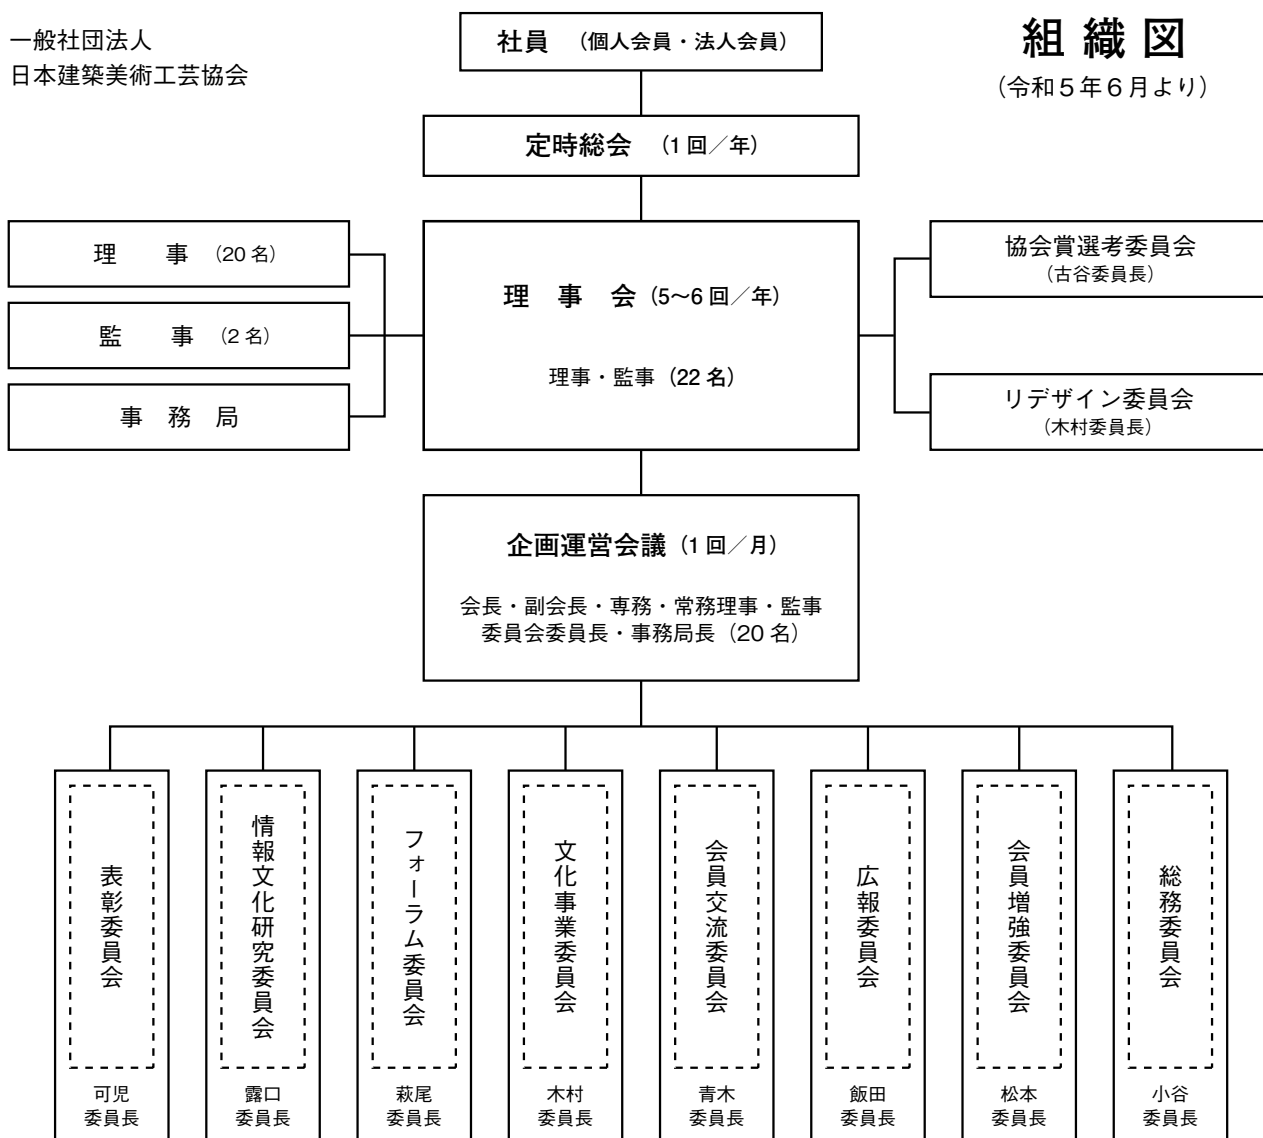 一般社団法人
日本建築美術工芸協会
組織図
（令和５年６月より）
社員 （個人会員・法人会員）
定時総会 （1回／年）
理事 （20名）
監事 （2名）
事務局
理事会（5〜6回／年）
理事・監事（22名）
協会賞選考委員会
（古谷委員長）
リデザイン委員会
（木村委員長）
企画運営会議（1回／月）
会長・副会長・専務・常務理事・監事
委員会委員長・事務局長（20名）
表彰委員会
可児
委員長
情報文化研究委員会
露口
委員長
フォーラム委員会
萩尾
委員長
文化事業委員会
木村
委員長
会員交流委員会
青木
委員長
広報委員会
飯田
委員長
会員増強委員会
松本
委員長
総務委員会
小谷
委員長